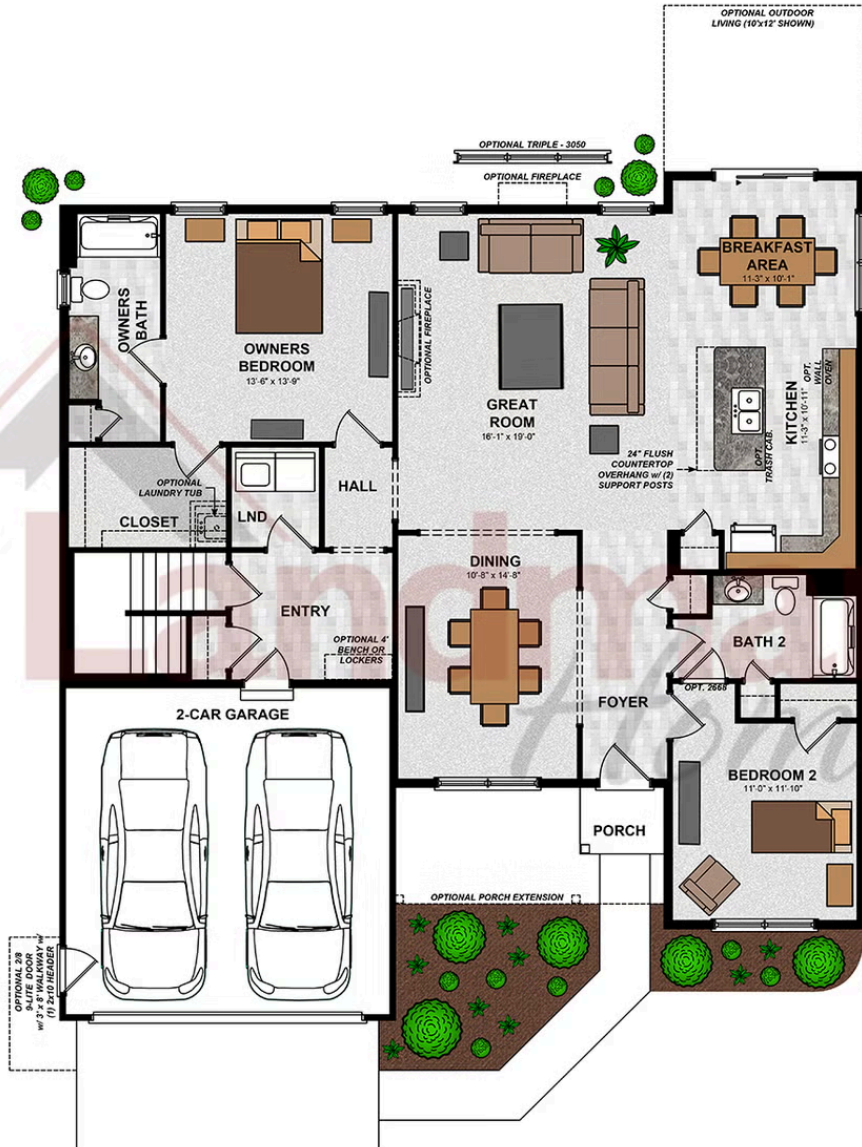 OPTIONAL OUTDOOR
LIVING (10'x12' SHOWN)
OPTIONAL TRIPLE - 3050
OPTIONAL FIREPLACE
BREAKFAST
AREA
11'-3" x 10'-1"
OWNERS
BATH
OWNERS
BEDROOM
13'-6" x 13'-9"
OPTIONAL FIREPLACE
GREAT
ROOM
16'-1" x 19'-0"
OPT.
WALL
OVEN
KITCHEN
11'-3" x 10'-11"
OPT.
TRASH CAB.
24" FLUSH
COUNTERTOP
OVERHANG w/ (2)
SUPPORT POSTS
OPTIONAL
LAUNDRY TUB
CLOSET
LND
HALL
DINING
10'-8" x 14'-8"
ENTRY
OPTIONAL 4'
BENCH OR
LOCKERS
BATH 2
OPT. 2668
FOYER
2-CAR GARAGE
BEDROOM 2
11'-0" x 11'-10"
PORCH
OPTIONAL PORCH EXTENSION
OPTIONAL 2/8
9-LITE DOOR
w/ 3' x 8' WALKWAY w/
(1) 2x10 HEADER
Landma
Hom